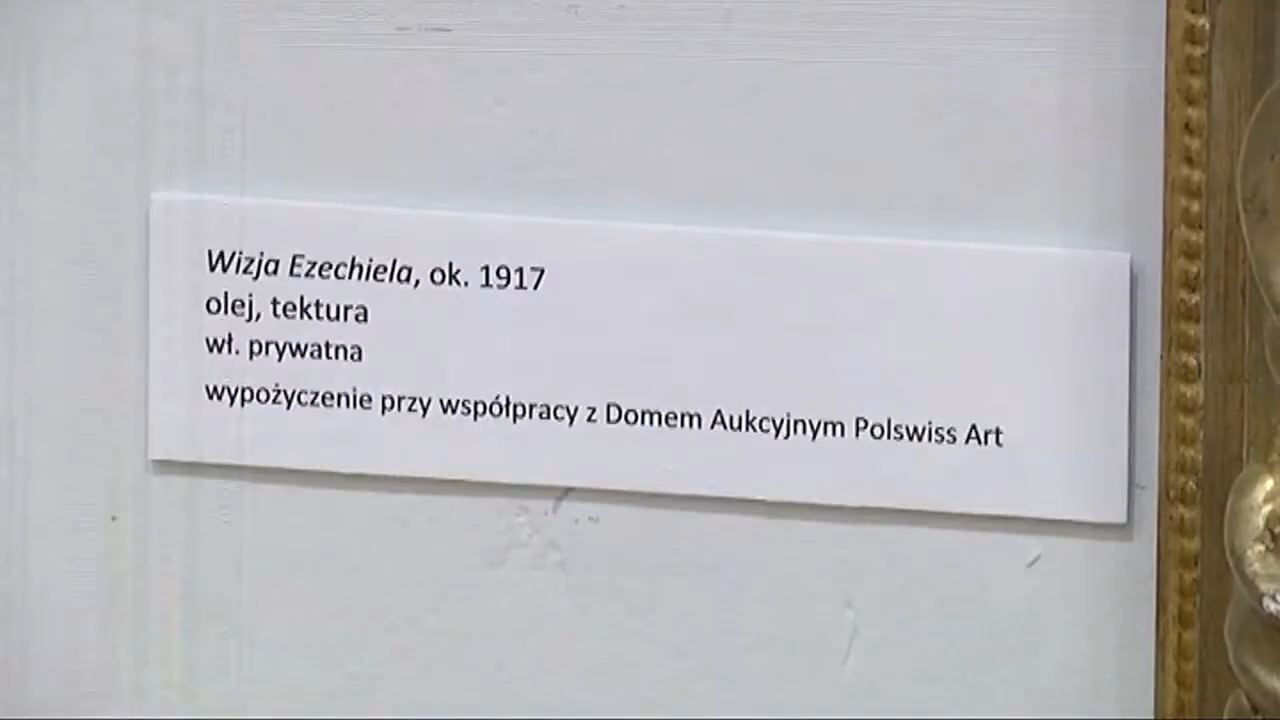 Wizja Ezechiela, ok. 1917
olej, tektura
wł. prywatna
wypożyczenie przy współpracy z Domem Aukcyjnym Polswiss Art